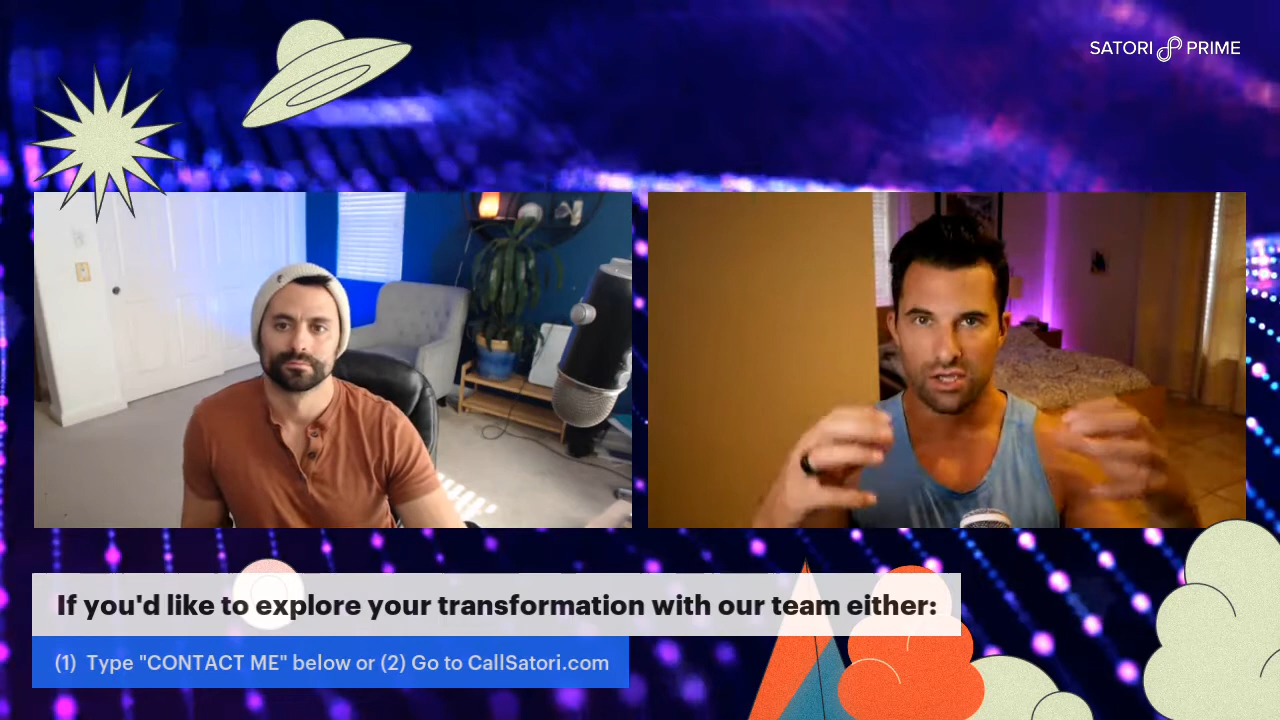 SATORI PRIME
If you'd like to explore your transformation with our team either:
(1) Type "CONTACT ME" below or (2) Go to CallSatori.com